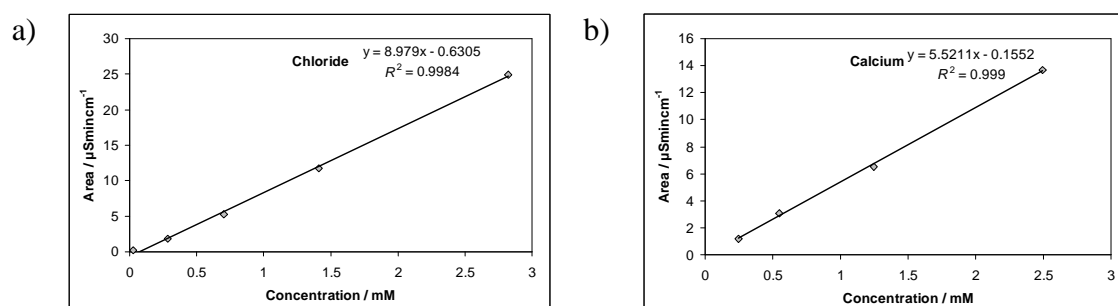 a)
30
25
20
15
10
5
0
0 0.5 1 1.5 2 2.5 3
Area / µSmincm⁻¹
Concentration / mM
Chloride
y = 8.979x - 0.6305
R² = 0.9984
b)
16
14
12
10
8
6
4
2
0
0 0.5 1 1.5 2 2.5 3
Area / µSmincm⁻¹
Concentration / mM
Calcium y = 5.5211x - 0.1552
R² = 0.999